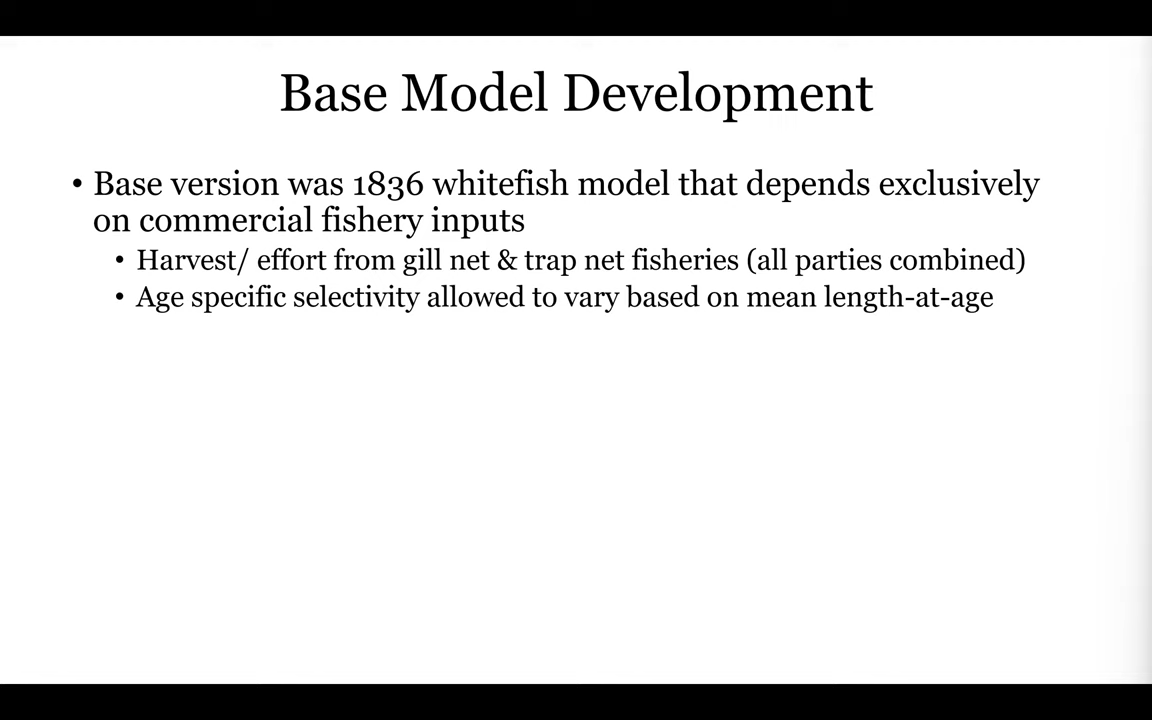 Base Model Development
• Base version was 1836 whitefish model that depends exclusively
on commercial fishery inputs
• Harvest/ effort from gill net & trap net fisheries (all parties combined)
• Age specific selectivity allowed to vary based on mean length-at-age